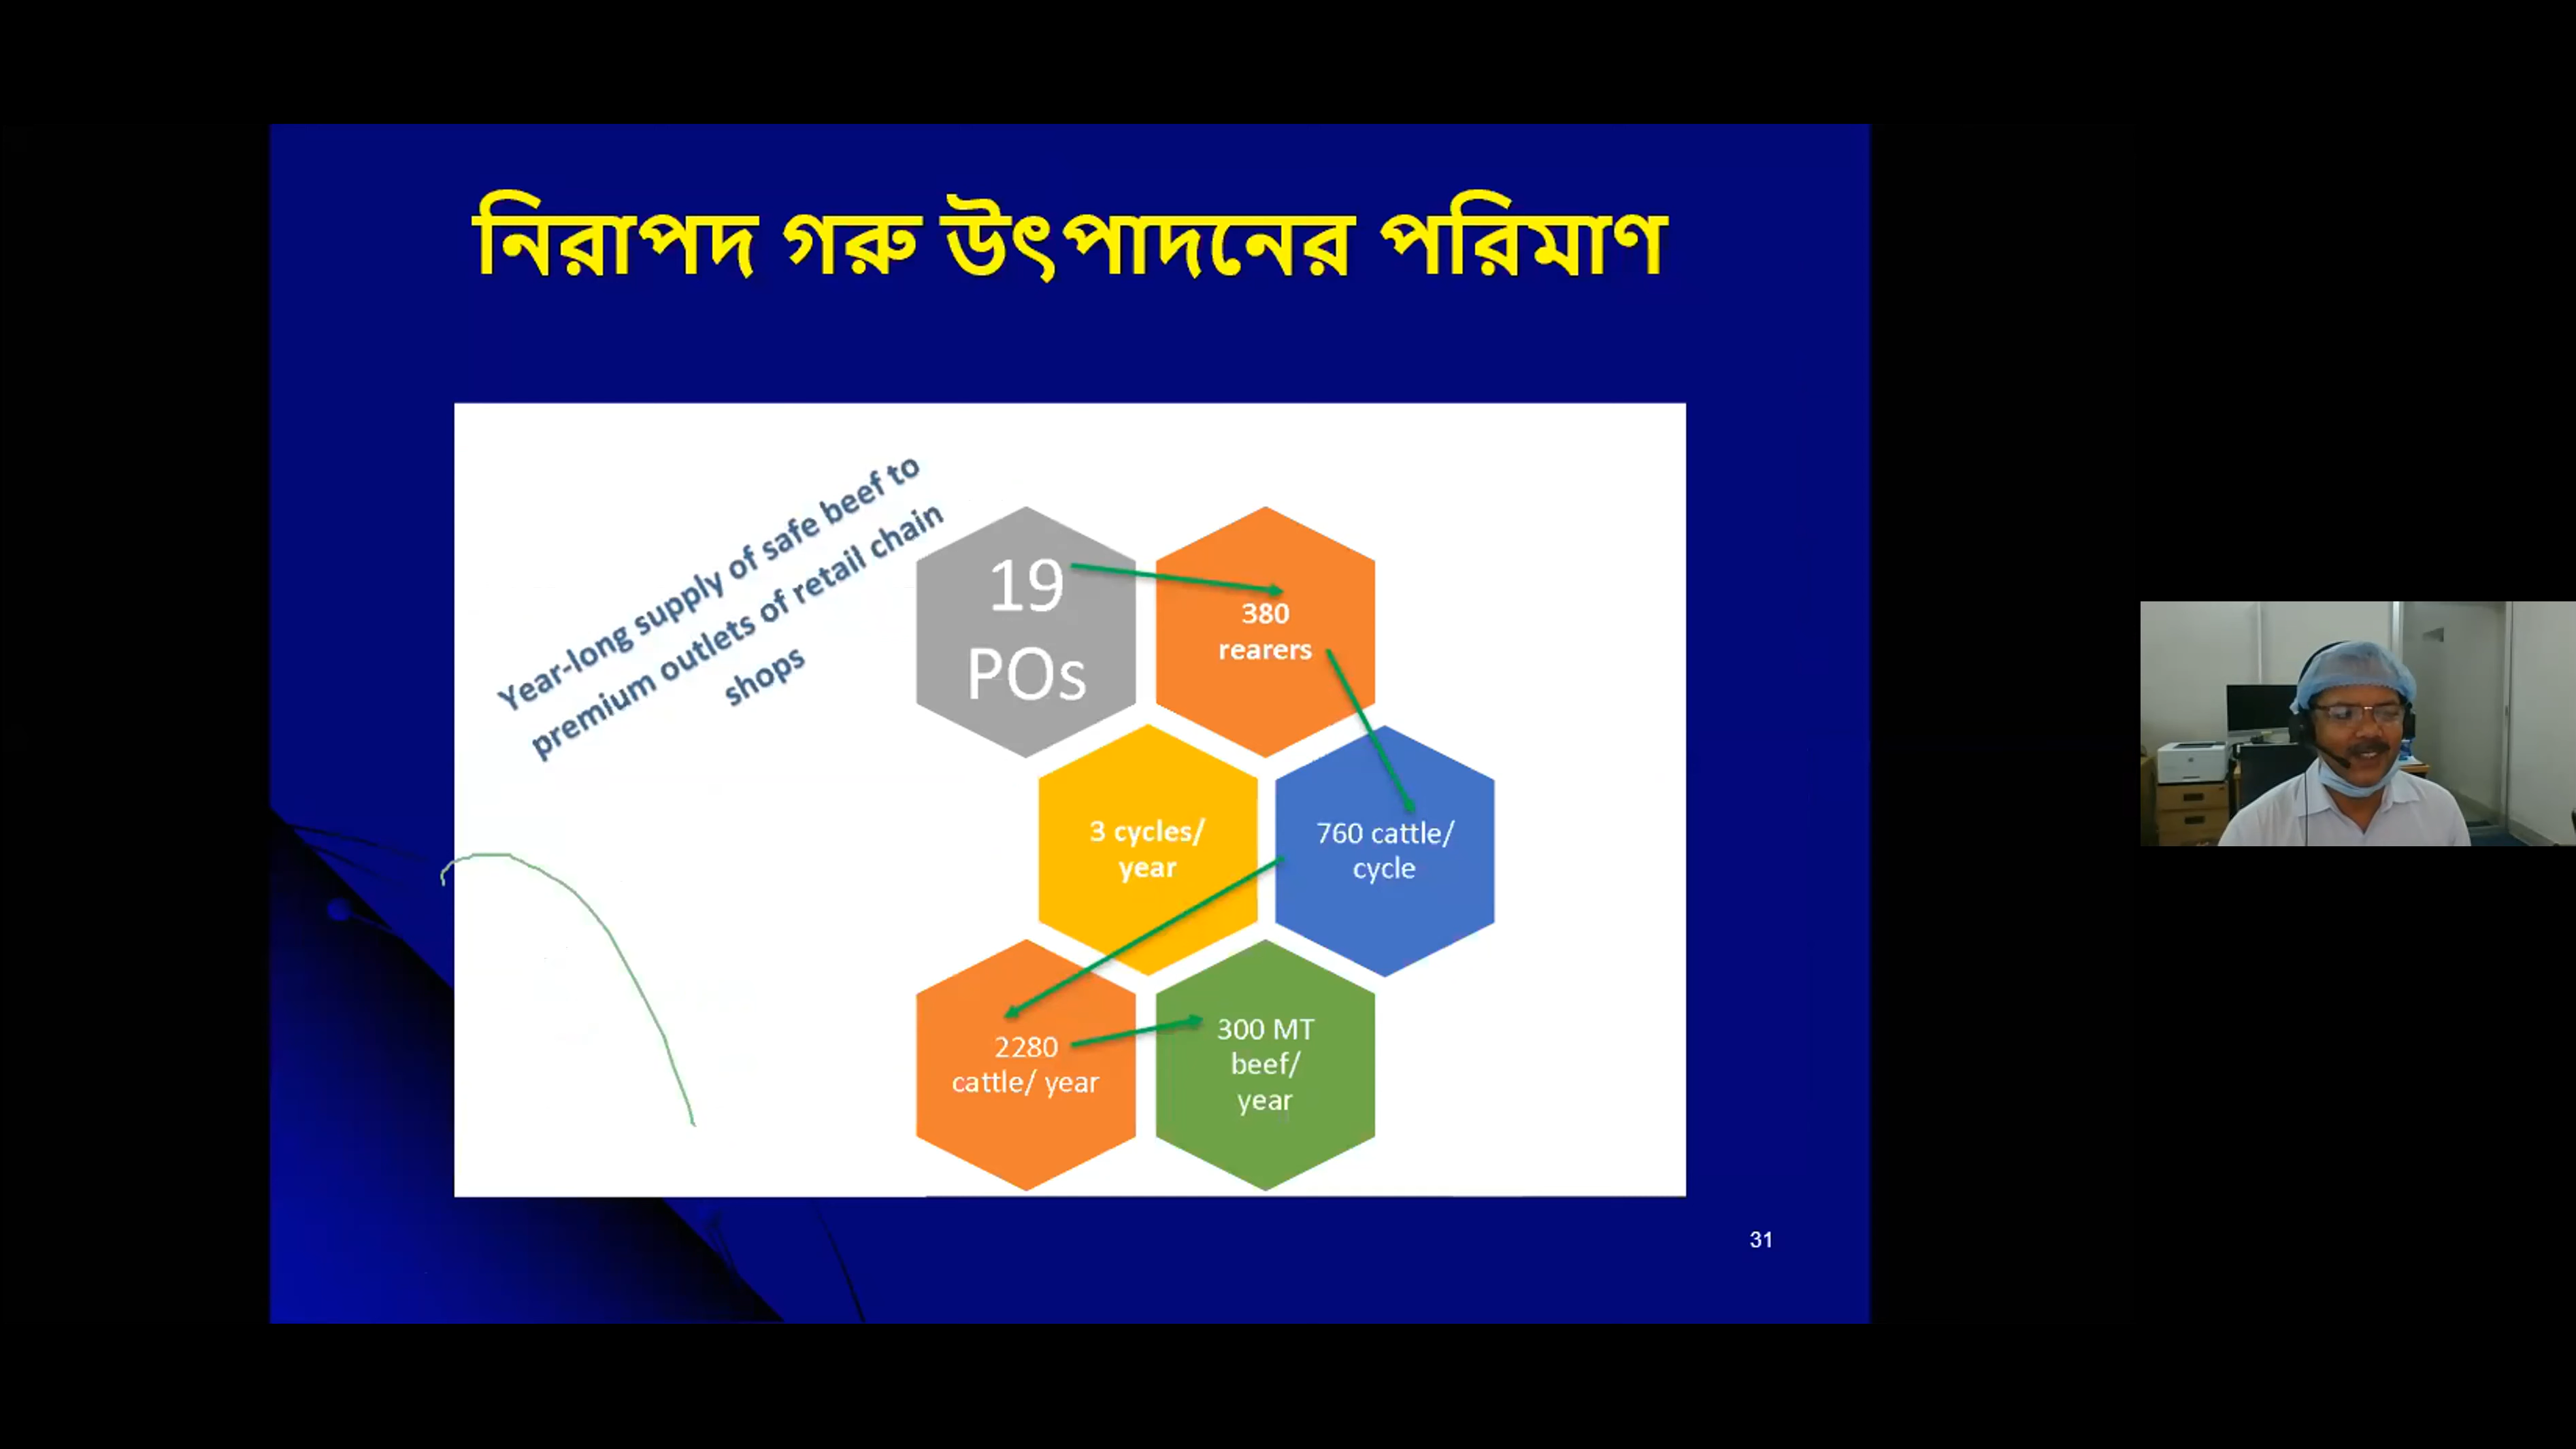 নিরাপদ গরু উৎপাদনের পরিমাণ
Year-long supply of safe beef to
premium outlets of retail chain
shops
19
POs
380
rearers
3 cycles/
year
760 cattle/
cycle
2280
cattle/ year
300 MT
beef/
year
31